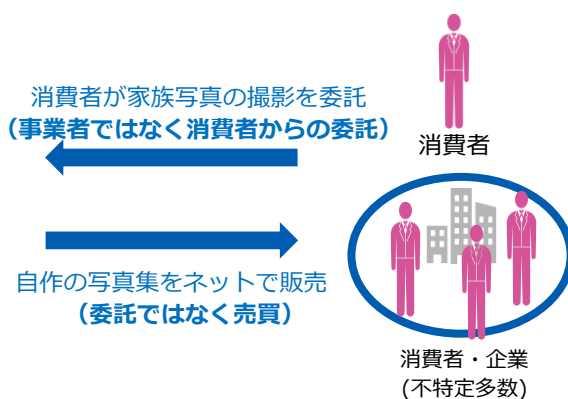 消費者が家族写真の撮影を委託
（事業者ではなく消費者からの委託）
消費者
自作の写真集をネットで販売
（委託ではなく売買）
消費者・企業
(不特定多数)